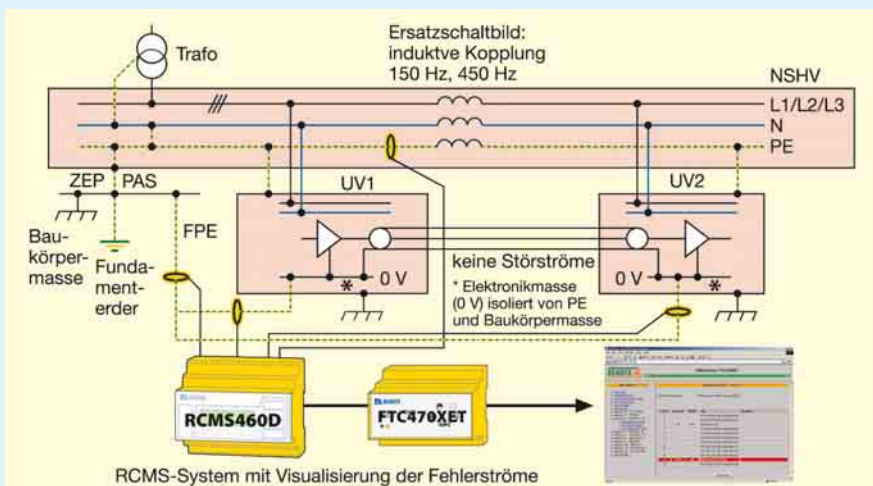 Trafo
Ersatzschaltbild:
induktve Kopplung
150 Hz, 450 Hz
NSHV
L1/L2/L3
N
PE
ZEP
PAS
UV1
UV2
Bau-
körper-
masse
FPE
Funda-
ment-
erder
* 0 V
keine Störströme
* Elektronikmasse
(0 V) isoliert von PE
und Baukörpermasse
0 V *
BENDER
RCMS460D
BENDER
FTC470XET
RCMS-System mit Visualisierung der Fehlerströme